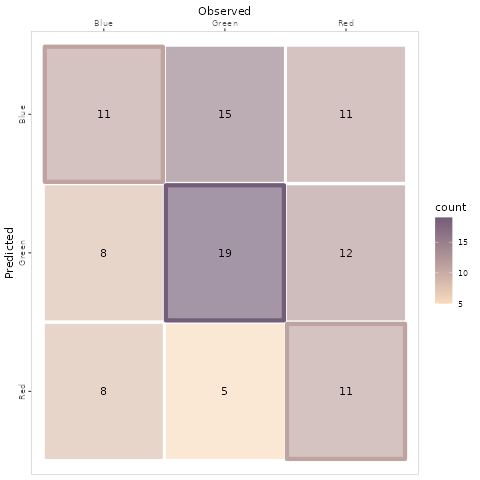 Observed
Blue Green Red
Predicted
Blue 11 15 11
Green 8 19 12
Red 8 5 11
count
15
10
5